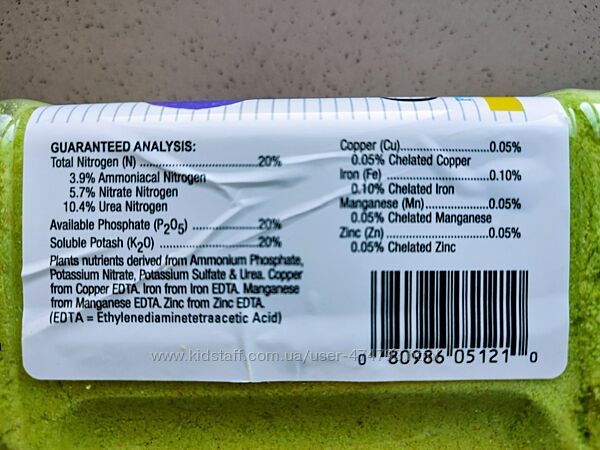 GUARANTEED ANALYSIS:
Total Nitrogen (N) ............................20%
3.9% Ammoniacal Nitrogen
5.7% Nitrate Nitrogen
10.4% Urea Nitrogen
Available Phosphate (P2O5) ..................20%
Soluble Potash (K2O) ..........................20%
Plants nutrients derived from Ammonium Phosphate,
Potassium Nitrate, Potassium Sulfate & Urea. Copper
from Copper EDTA. Iron from Iron EDTA. Manganese
from Manganese EDTA. Zinc from Zinc EDTA.
(EDTA = Ethylenediaminetetraacetic Acid)
Copper (Cu)......................0.05%
0.05% Chelated Copper
Iron (Fe) ..........................0.10%
0.10% Chelated Iron
Manganese (Mn)................0.05%
0.05% Chelated Manganese
Zinc (Zn)..........................0.05%
0.05% Chelated Zinc
0 80986 05121 0